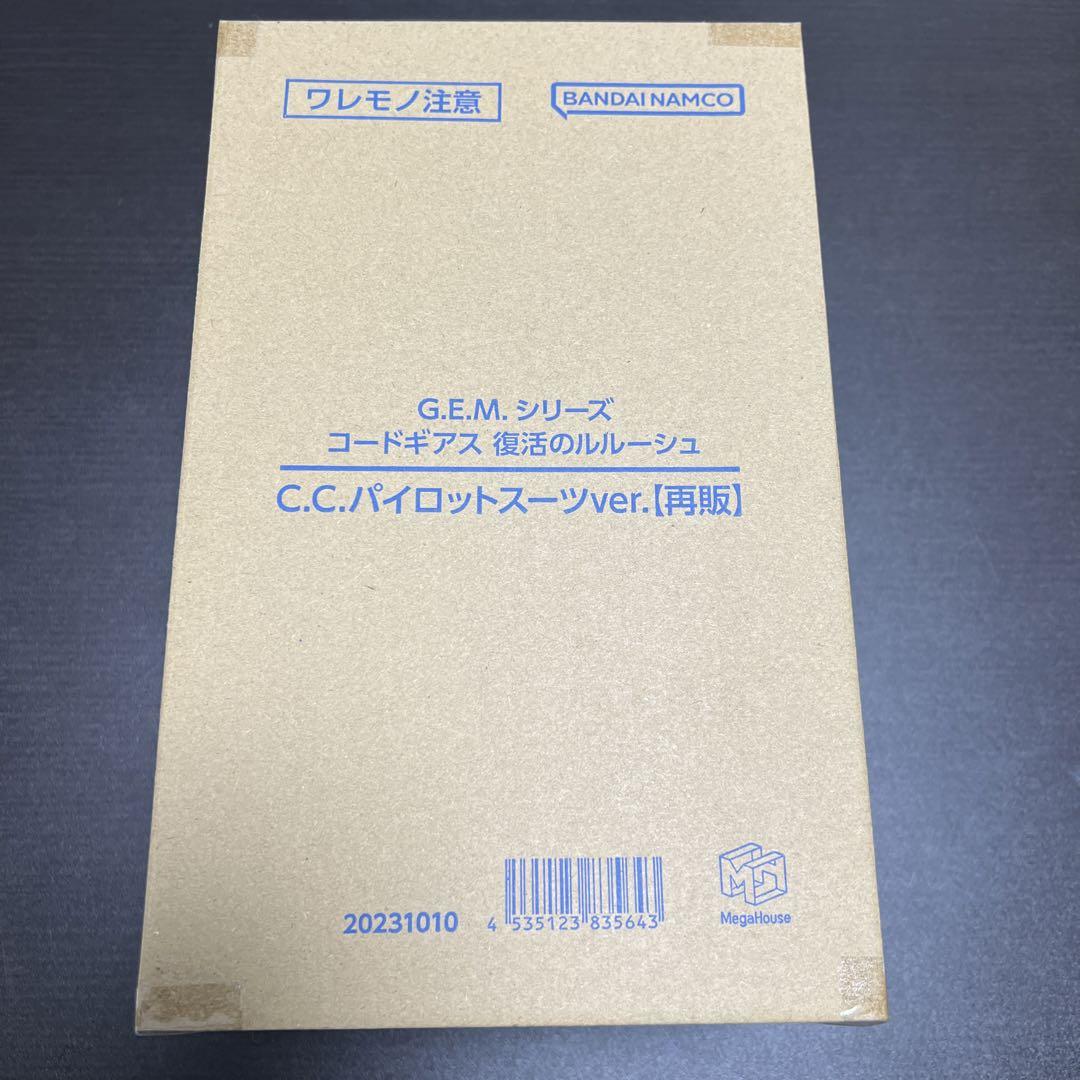 ワレモノ注意
BANDAI NAMCO
G.E.M. シリーズ
コードギアス 復活のルルーシュ
C.C.パイロットスーツver.【再販】
20231010
4 535123 835643
MH
MegaHouse